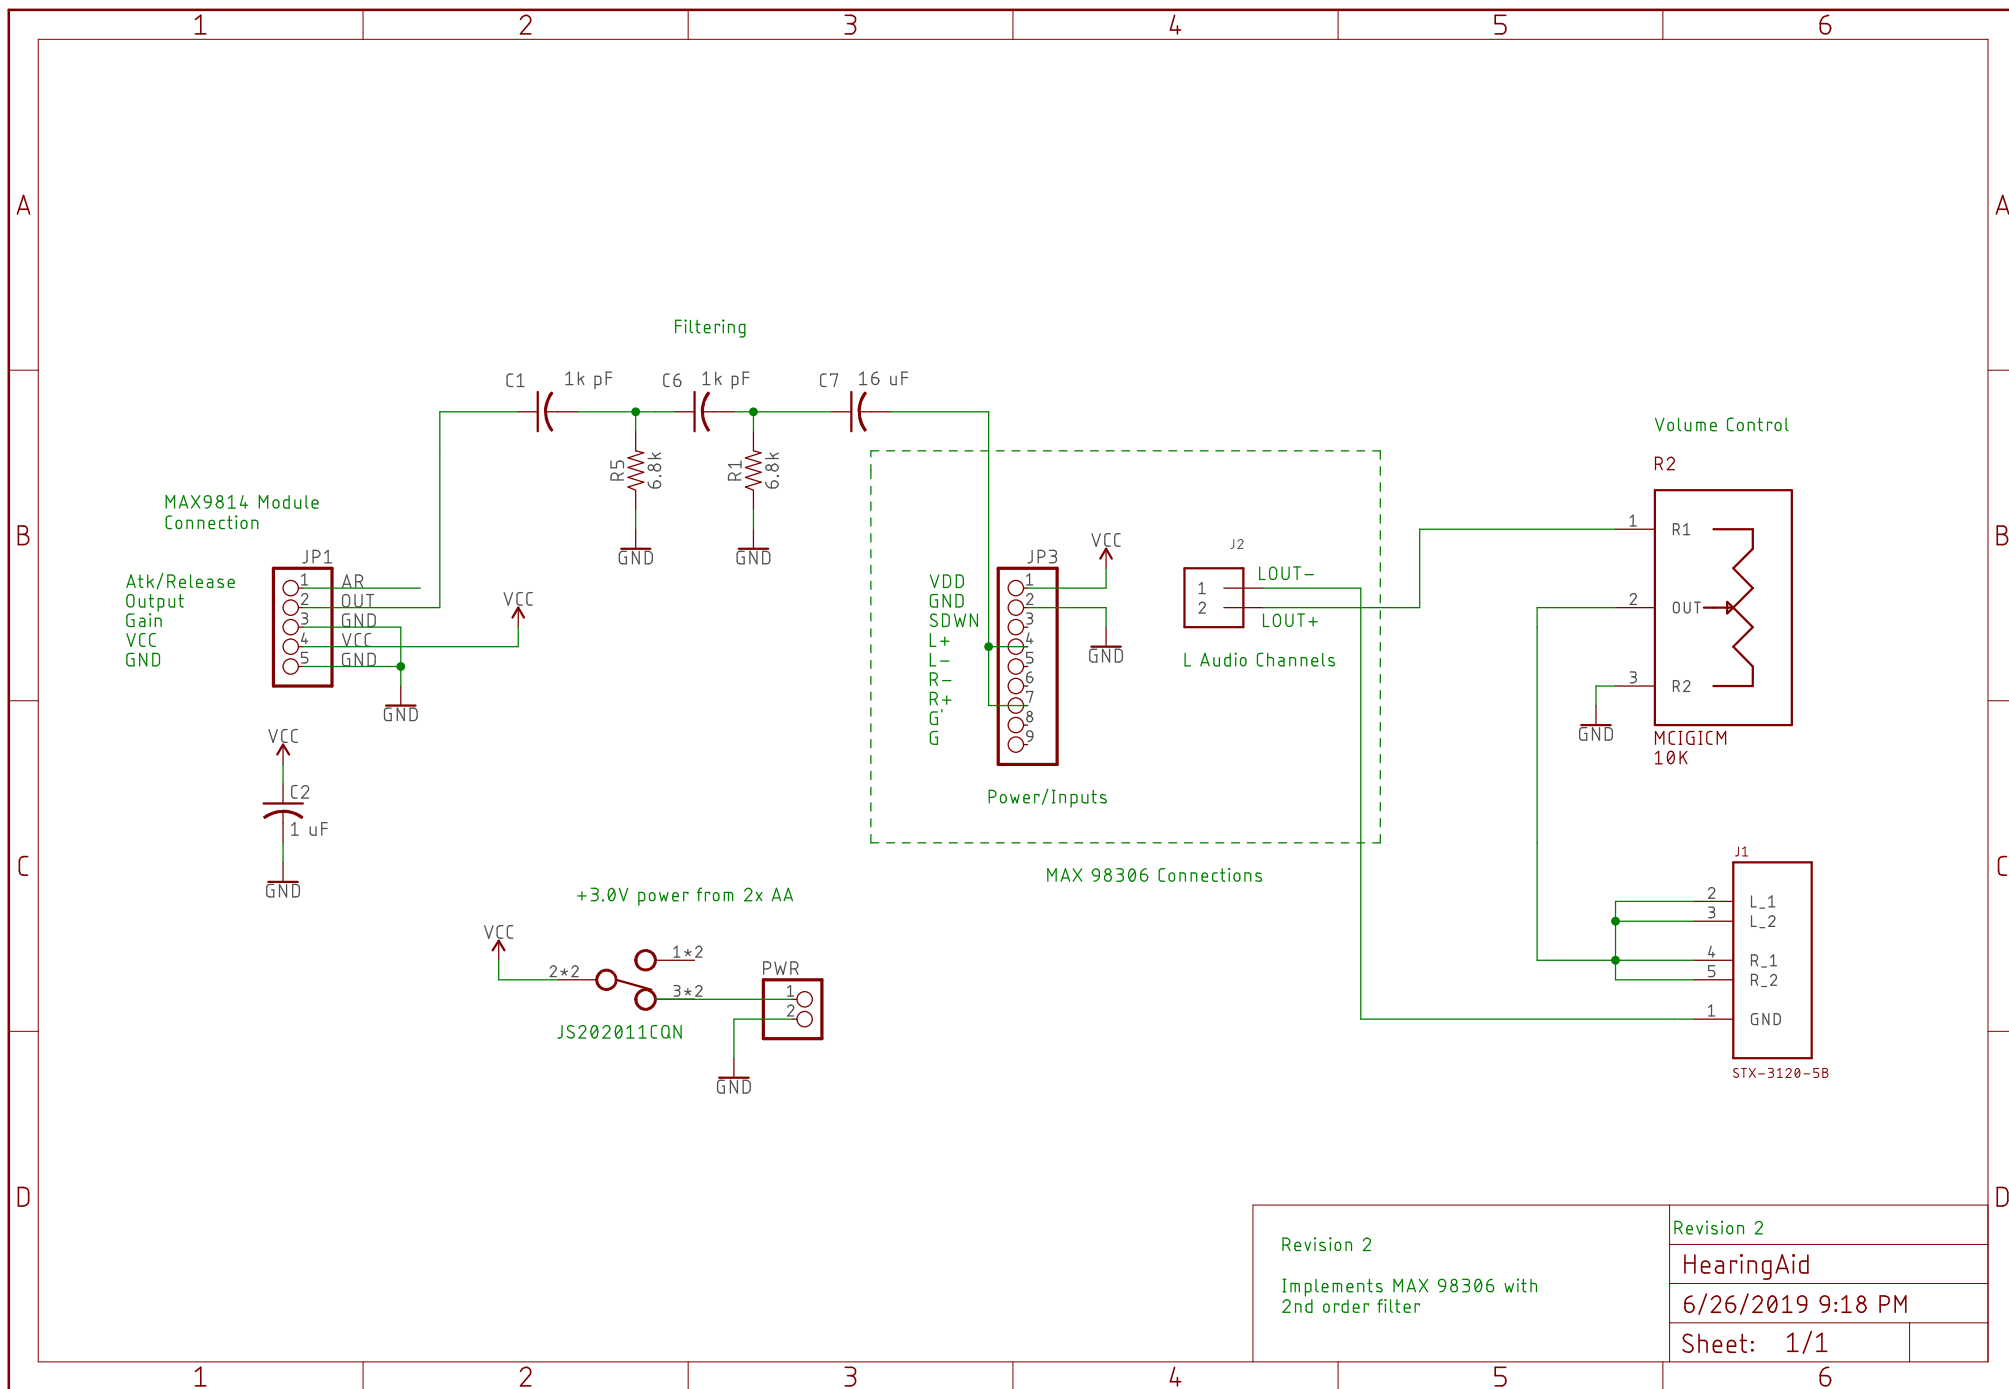 1 2 3 4 5 6
A A
B B
C C
D D
Filtering
C1 1k pF
C6 1k pF
C7 16 uF
R5 6.8k
R1 6.8k
GND
GND
MAX9814 Module
Connection
JP1
Atk/Release 1 AR
Output 2 OUT
Gain 3 GND
VCC 4 VCC
GND 5 GND
VCC
GND
VCC
C2
1 uF
GND
+3.0V power from 2x AA
VCC
2*2
1*2
3*2
JS202011CQN
PWR
1
2
GND
JP3
VDD 1
GND 2
SDWN 3
L+ 4
L- 5
R- 6
R+ 7
G' 8
G 9
VCC
GND
Power/Inputs
J2
1 LOUT-
2 LOUT+
L Audio Channels
MAX 98306 Connections
Volume Control
R2
1 R1
2 OUT
3 R2
GND
MCIGICM
10K
J1
2 L_1
3 L_2
4 R_1
5 R_2
1 GND
STX-3120-5B
Revision 2
Implements MAX 98306 with
2nd order filter
Revision 2
HearingAid
6/26/2019 9:18 PM
Sheet: 1/1
1 2 3 4 5 6